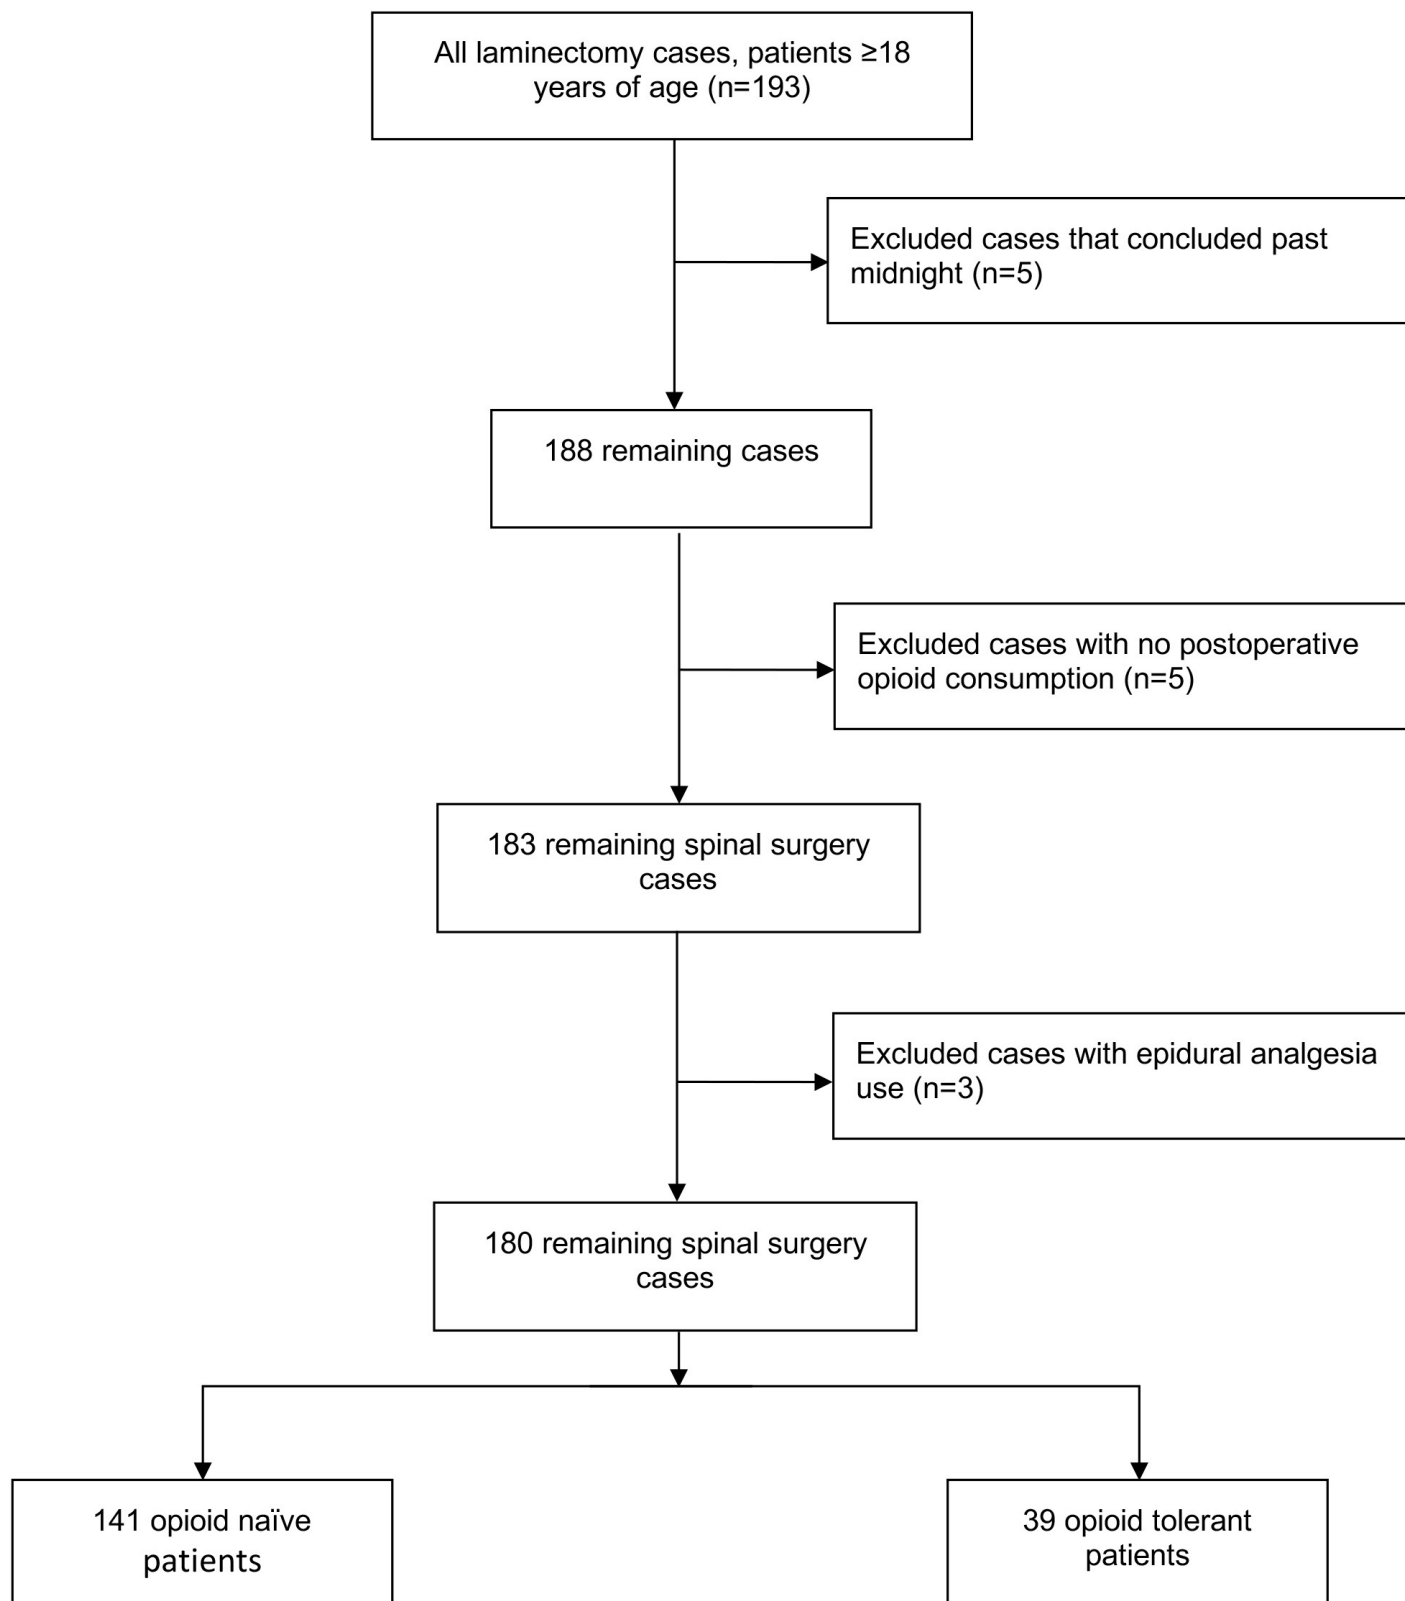 All laminectomy cases, patients ≥18
years of age (n=193)
Excluded cases that concluded past
midnight (n=5)
188 remaining cases
Excluded cases with no postoperative
opioid consumption (n=5)
183 remaining spinal surgery
cases
Excluded cases with epidural analgesia
use (n=3)
180 remaining spinal surgery
cases
141 opioid naïve
patients
39 opioid tolerant
patients